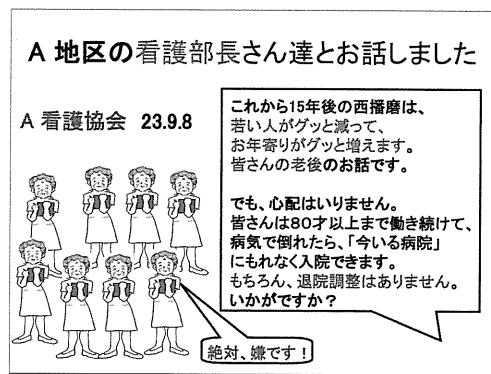 A 地区の看護部長さん達とお話しました
A 看護協会 23.9.8
これから15年後の西播磨は、
若い人がグッと減って、
お年寄りがグッと増えます。
皆さんの老後のお話です。
でも、心配はいりません。
皆さんは80才以上まで働き続けて、
病気で倒れたら、「今いる病院」
にもれなく入院できます。
もちろん、退院調整はありません。
いかがですか？
絶対、嫌です！